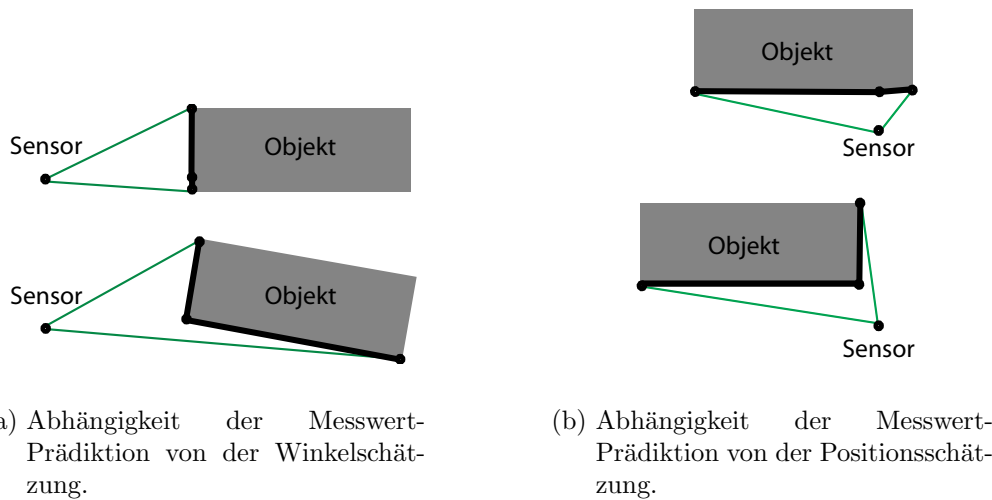 Sensor
Objekt
Sensor
Objekt
Objekt
Sensor
Objekt
Sensor
a) Abhängigkeit der Messwert-
Prädiktion von der Winkelschät-
zung.
(b) Abhängigkeit der Messwert-
Prädiktion von der Positionsschät-
zung.